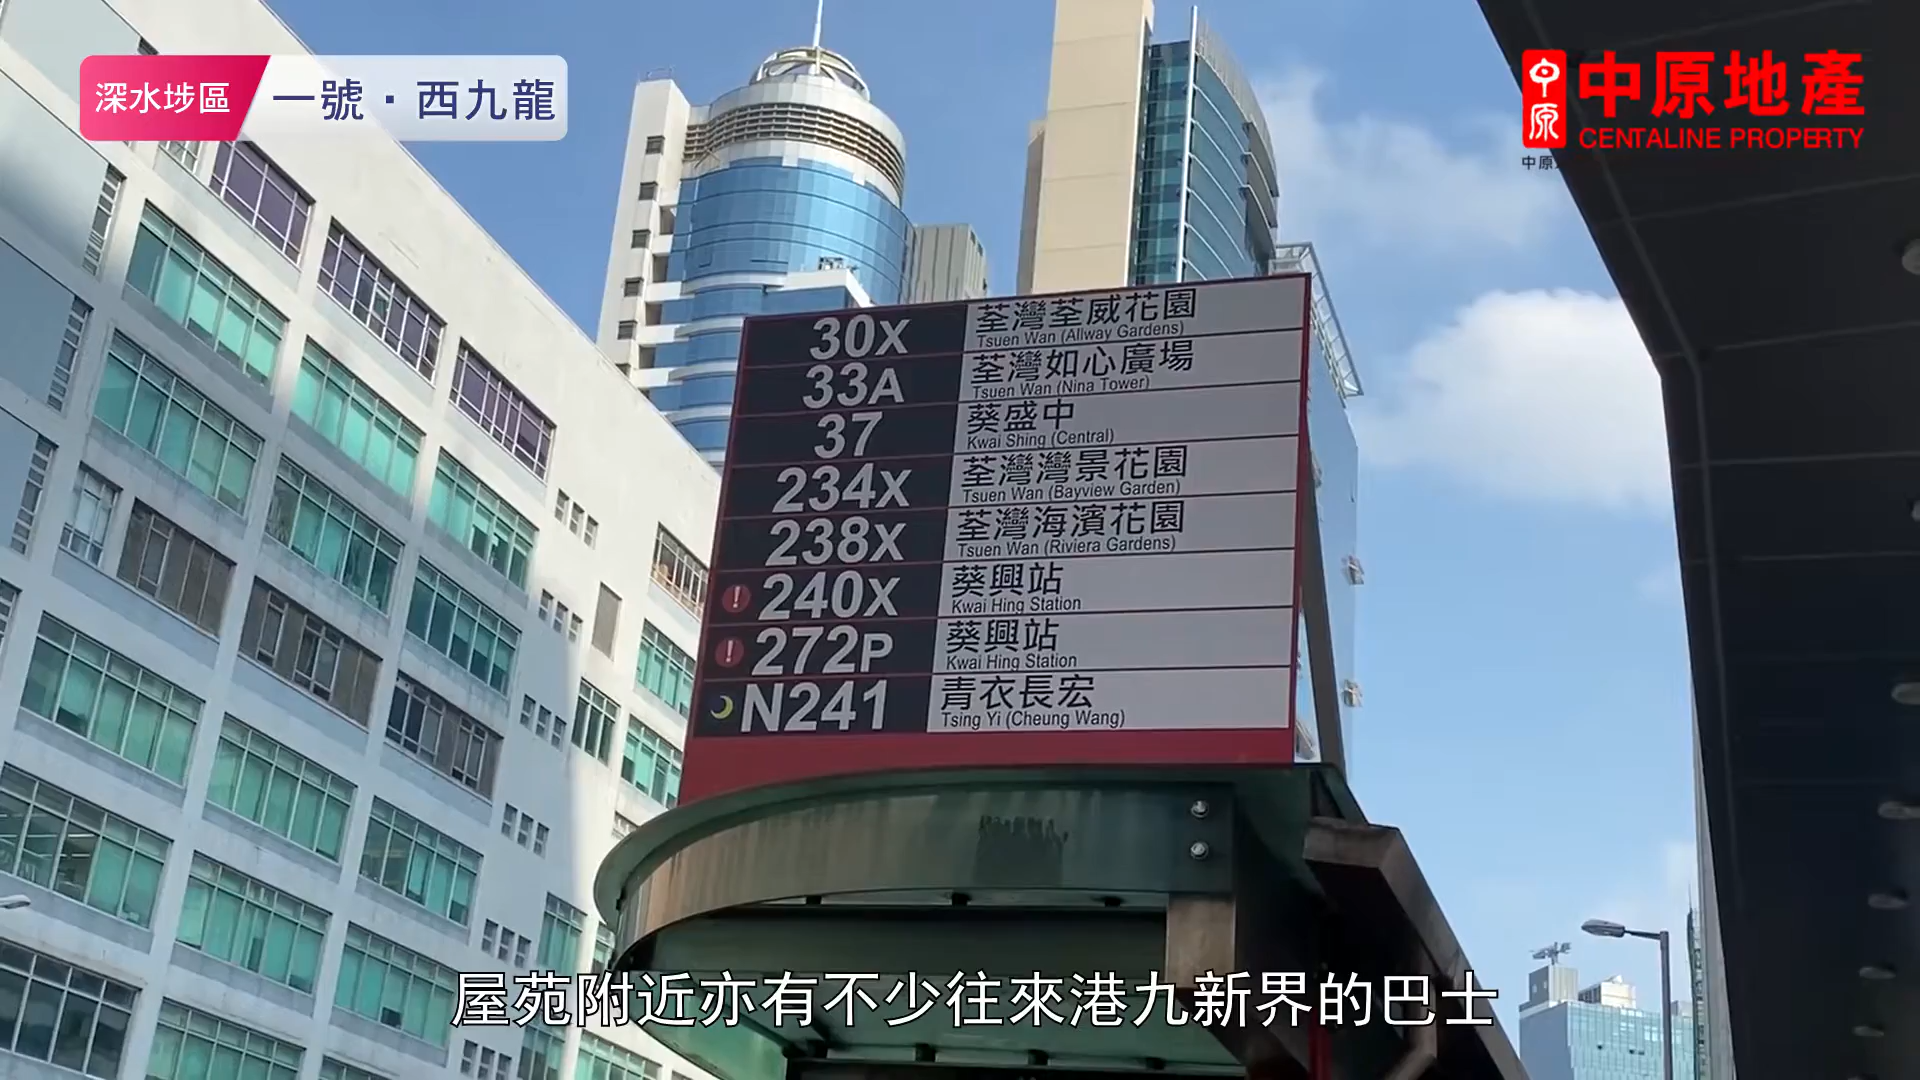 深水埗區
一號·西九龍
中原
中原地產
CENTALINE PROPERTY
中原
30X 荃灣荃威花園
Tsuen Wan (Allway Gardens)
33A 荃灣如心廣場
Tsuen Wan (Nina Tower)
37 葵盛中
Kwai Shing (Central)
234X 荃灣灣景花園
Tsuen Wan (Bayview Garden)
238X 荃灣海濱花園
Tsuen Wan (Riviera Gardens)
! 240X 葵興站
Kwai Hing Station
! 272P 葵興站
Kwai Hing Station
N241 青衣長宏
Tsing Yi (Cheung Wang)
屋苑附近亦有不少往來港九新界的巴士